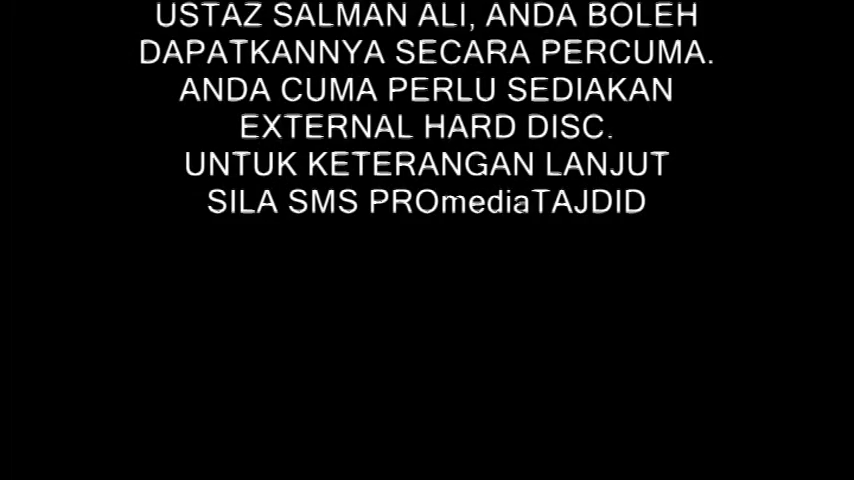 USTAZ SALMAN ALI, ANDA BOLEH
DAPATKANNYA SECARA PERCUMA.
ANDA CUMA PERLU SEDIAKAN
EXTERNAL HARD DISC.
UNTUK KETERANGAN LANJUT
SILA SMS PROmediaTAJDID